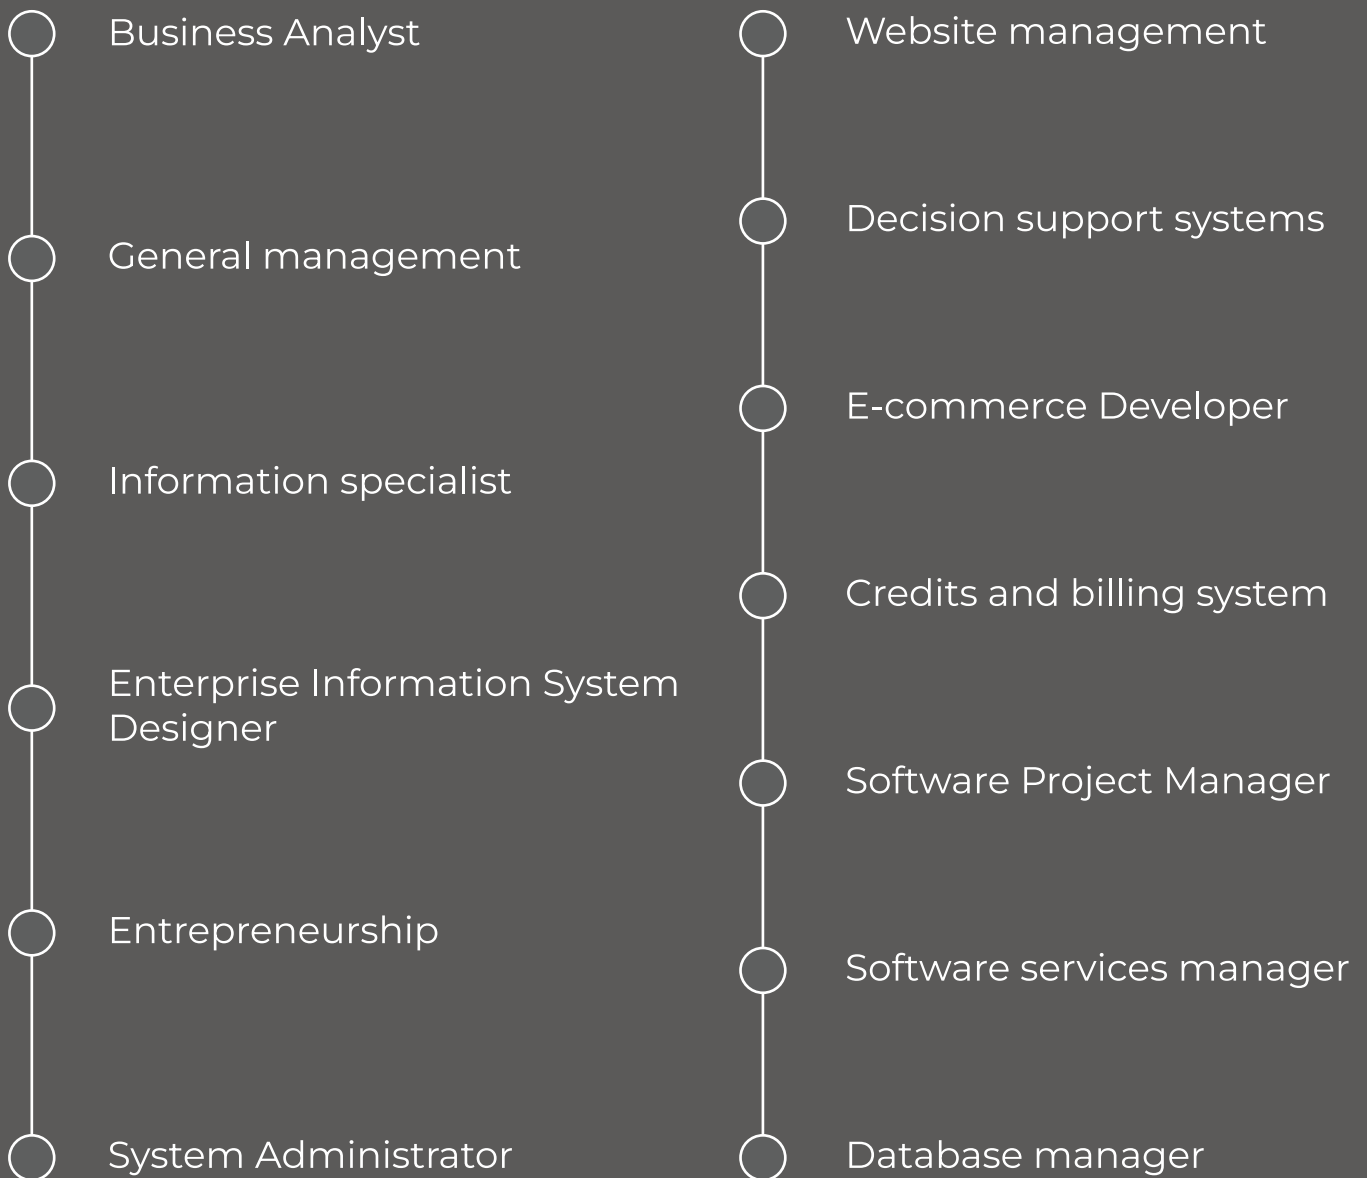 Business Analyst
General management
Information specialist
Enterprise Information System
Designer
Entrepreneurship
System Administrator
Website management
Decision support systems
E-commerce Developer
Credits and billing system
Software Project Manager
Software services manager
Database manager